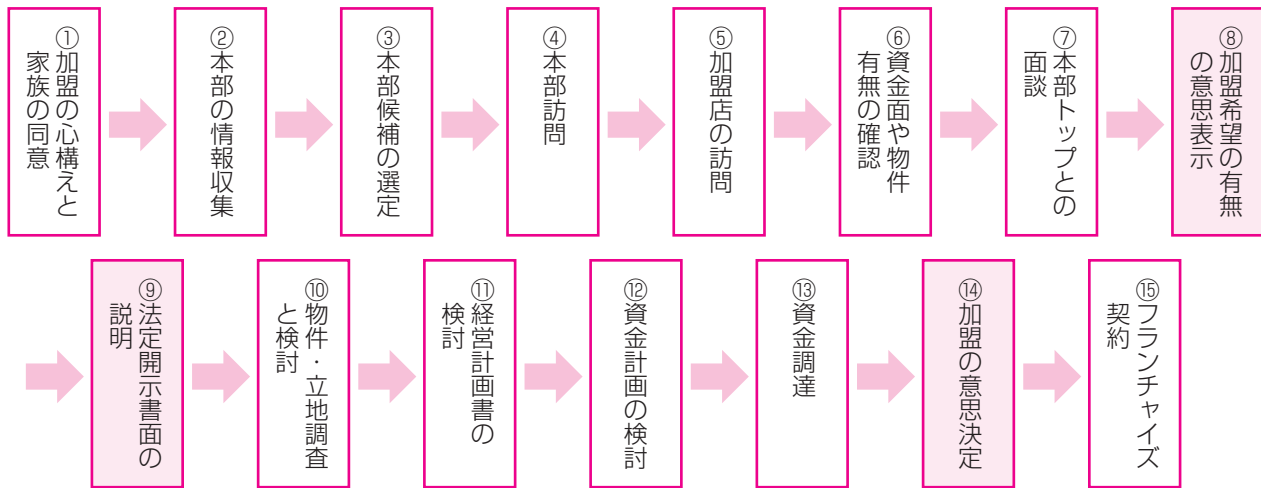 ①加盟の心構えと
家族の同意
②本部の情報収集
③本部候補の選定
④本部訪問
⑤加盟店の訪問
⑥資金面や物件
有無の確認
⑦本部トップとの
面談
⑧加盟希望の有無
の意思表示
⑨法定開示書面の
説明
⑩物件・立地調査
と検討
⑪経営計画書の
検討
⑫資金計画の検討
⑬資金調達
⑭加盟の意思決定
⑮フランチャイズ
契約